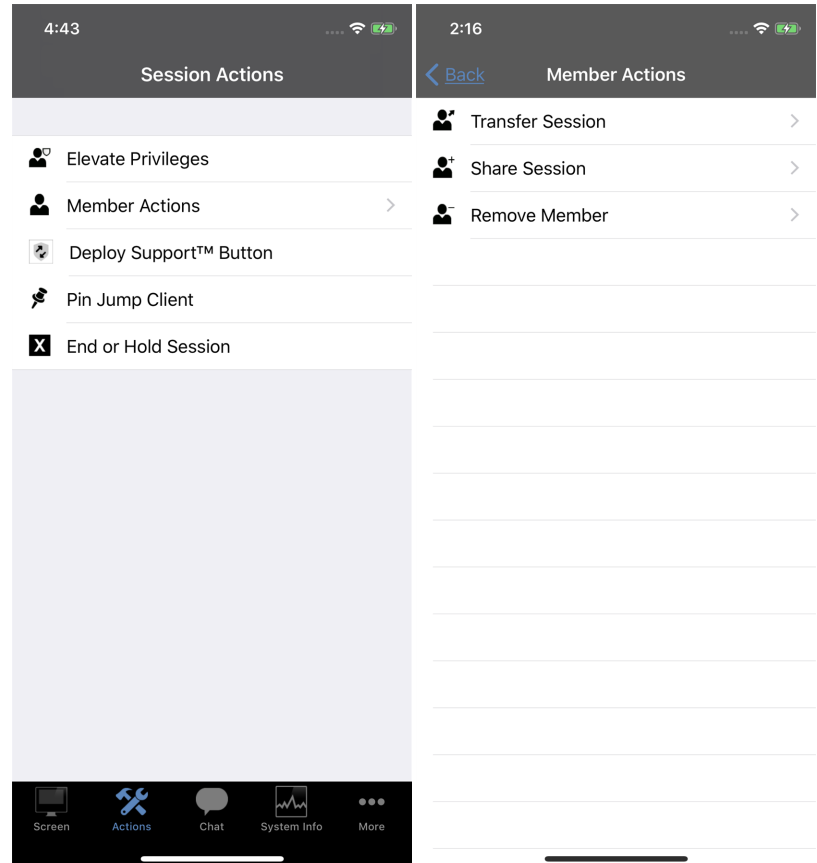 4:43
Session Actions
Elevate Privileges
Member Actions
Deploy Support™ Button
Pin Jump Client
X End or Hold Session
Screen Actions Chat System Info More
2:16
Back Member Actions
Transfer Session
Share Session
Remove Member